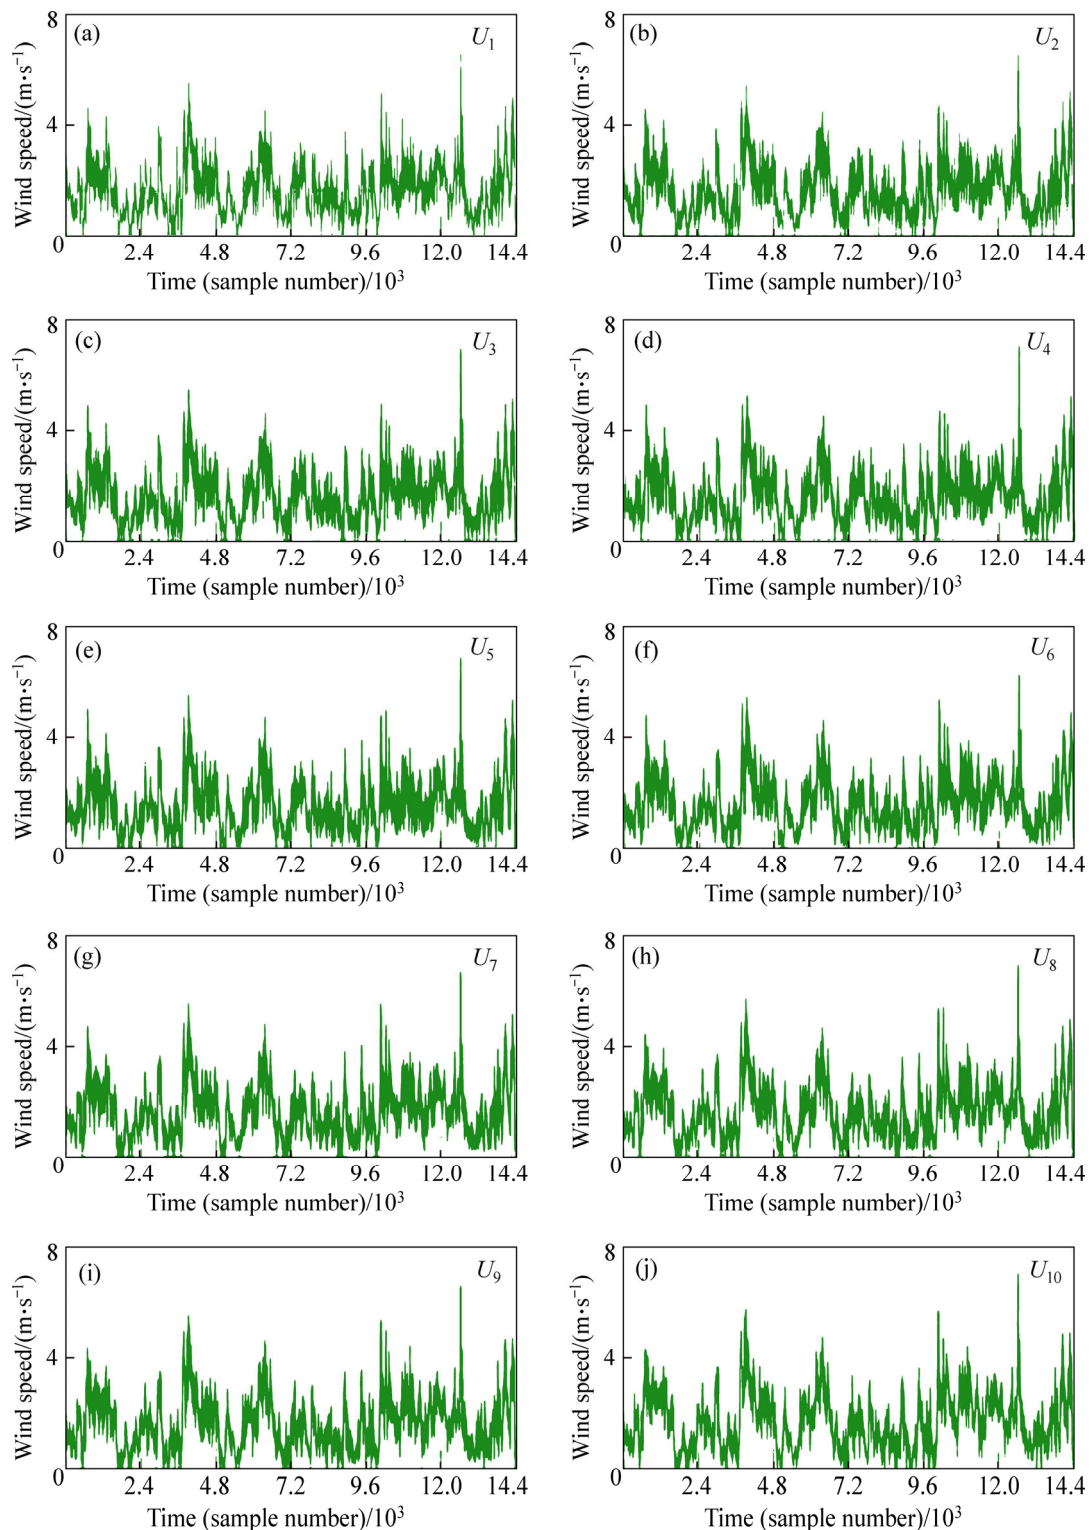 8 (a) U₁
4
0
Wind speed/(m·s⁻¹)
2.4 4.8 7.2 9.6 12.0 14.4
Time (sample number)/10³
8 (b) U₂
4
0
Wind speed/(m·s⁻¹)
2.4 4.8 7.2 9.6 12.0 14.4
Time (sample number)/10³
8 (c) U₃
4
0
Wind speed/(m·s⁻¹)
2.4 4.8 7.2 9.6 12.0 14.4
Time (sample number)/10³
8 (d) U₄
4
0
Wind speed/(m·s⁻¹)
2.4 4.8 7.2 9.6 12.0 14.4
Time (sample number)/10³
8 (e) U₅
4
0
Wind speed/(m·s⁻¹)
2.4 4.8 7.2 9.6 12.0 14.4
Time (sample number)/10³
8 (f) U₆
4
0
Wind speed/(m·s⁻¹)
2.4 4.8 7.2 9.6 12.0 14.4
Time (sample number)/10³
8 (g) U₇
4
0
Wind speed/(m·s⁻¹)
2.4 4.8 7.2 9.6 12.0 14.4
Time (sample number)/10³
8 (h) U₈
4
0
Wind speed/(m·s⁻¹)
2.4 4.8 7.2 9.6 12.0 14.4
Time (sample number)/10³
8 (i) U₉
4
0
Wind speed/(m·s⁻¹)
2.4 4.8 7.2 9.6 12.0 14.4
Time (sample number)/10³
8 (j) U₁₀
4
0
Wind speed/(m·s⁻¹)
2.4 4.8 7.2 9.6 12.0 14.4
Time (sample number)/10³